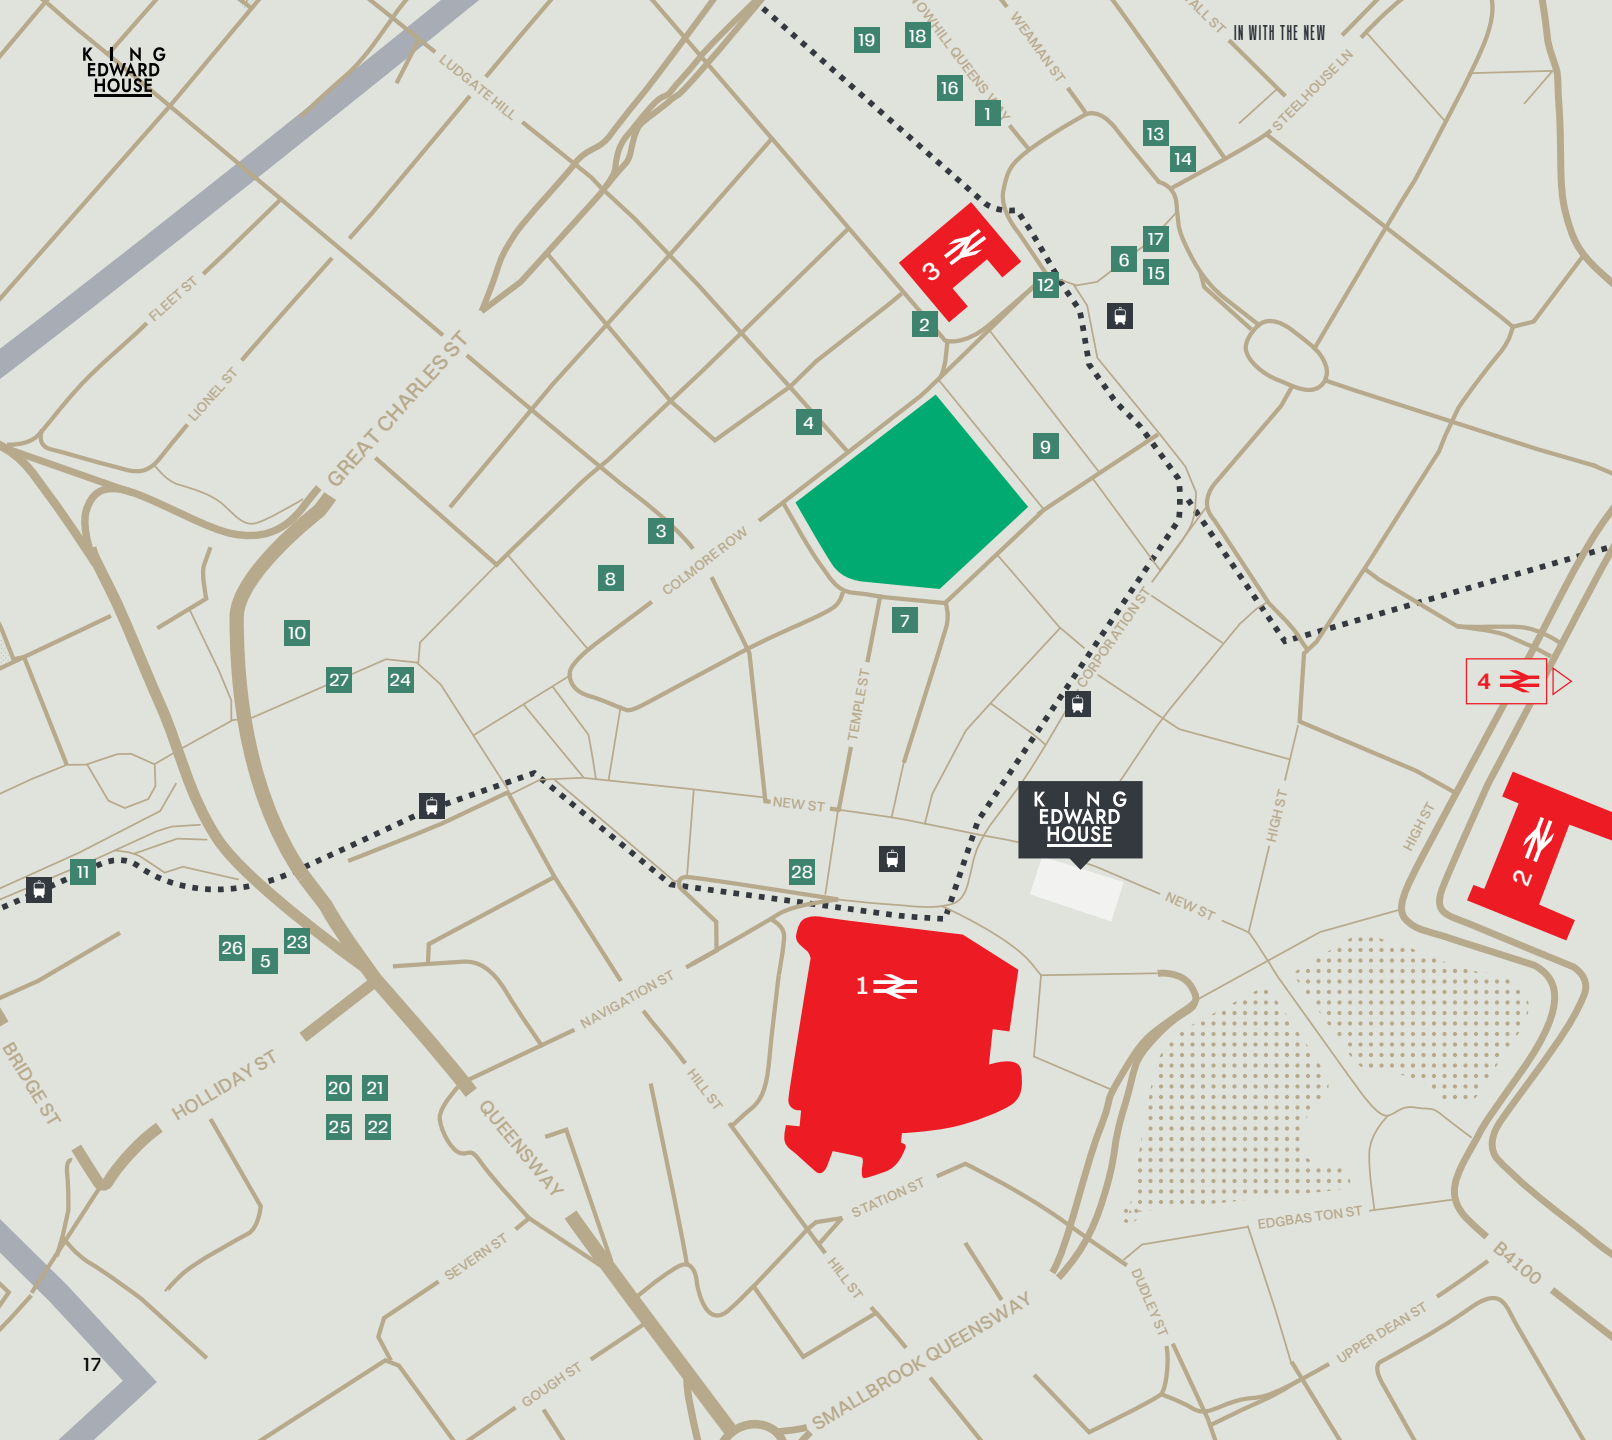 KING
EDWARD
HOUSE
IN WITH THE NEW
SNOWHILL QUEENSWAY
WEAMAN ST
STEELHOUSE LN
LUDGATE HILL
19
18
16
1
13
14
17
6
15
12
3
2
FLEET ST
LIONEL ST
GREAT CHARLES ST
4
9
3
8
COLMORE ROW
7
10
27
24
TEMPLE ST
CORPORATION ST
4
NEW ST
KING
EDWARD
HOUSE
HIGH ST
HIGH ST
2
11
28
NEW ST
26
5
23
1
NAVIGATION ST
BRIDGE ST
HOLLIDAY ST
20
21
25
22
HILL ST
QUEENSWAY
STATION ST
EDGBAS TON ST
SEVERN ST
HILL ST
DUDLEY ST
B4100
SMALLBROOK QUEENSWAY
UPPER DEAN ST
GOUGH ST
17